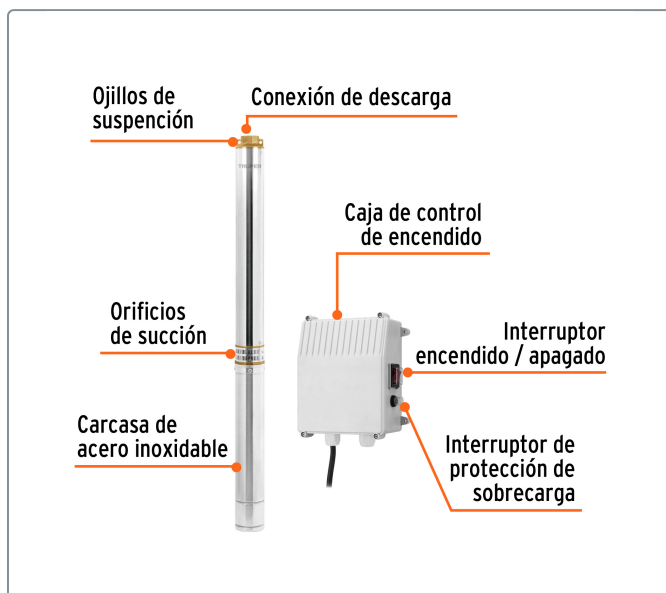 Ojillos de
suspención
Conexión de descarga
TRUPER
Caja de control
de encendido
Orificios
de succión
Interruptor
encendido / apagado
Carcasa de
acero inoxidable
Interruptor de
protección de
sobrecarga